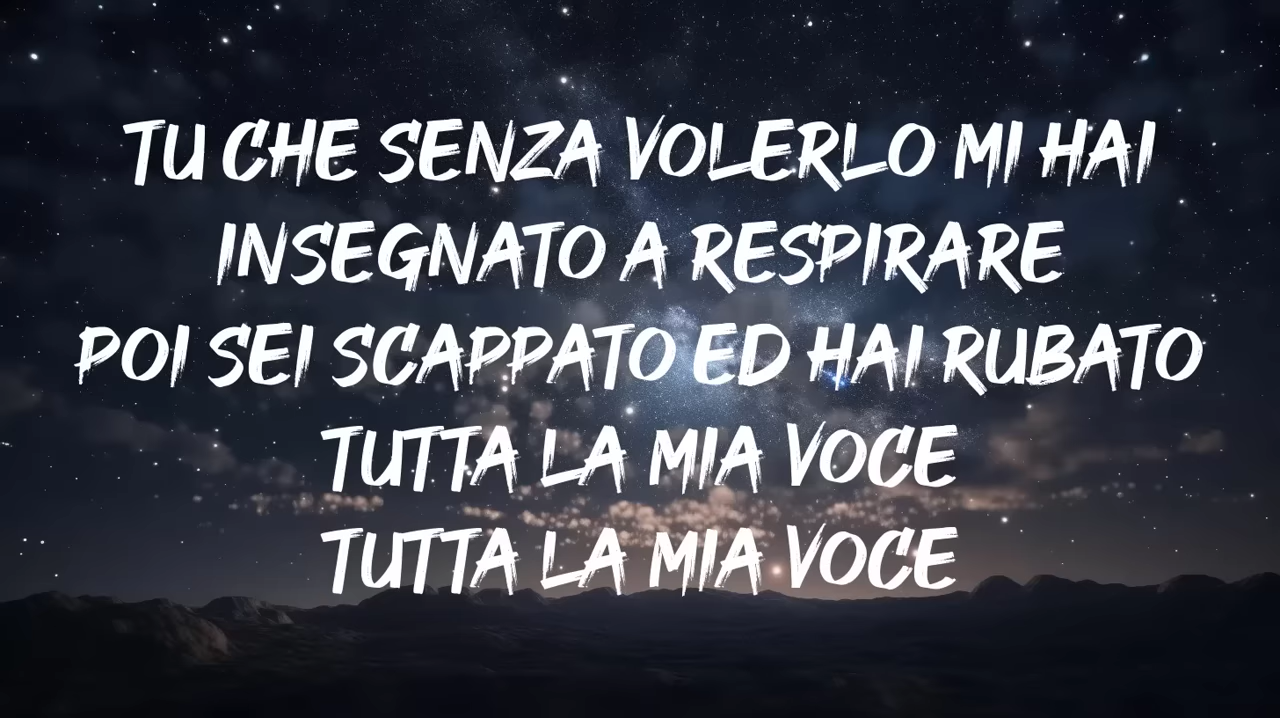 TU CHE SENZA VOLERLO MI HAI
INSEGNATO A RESPIRARE
POI SEI SCAPPATO ED HAI RUBATO
TUTTA LA MIA VOCE
TUTTA LA MIA VOCE